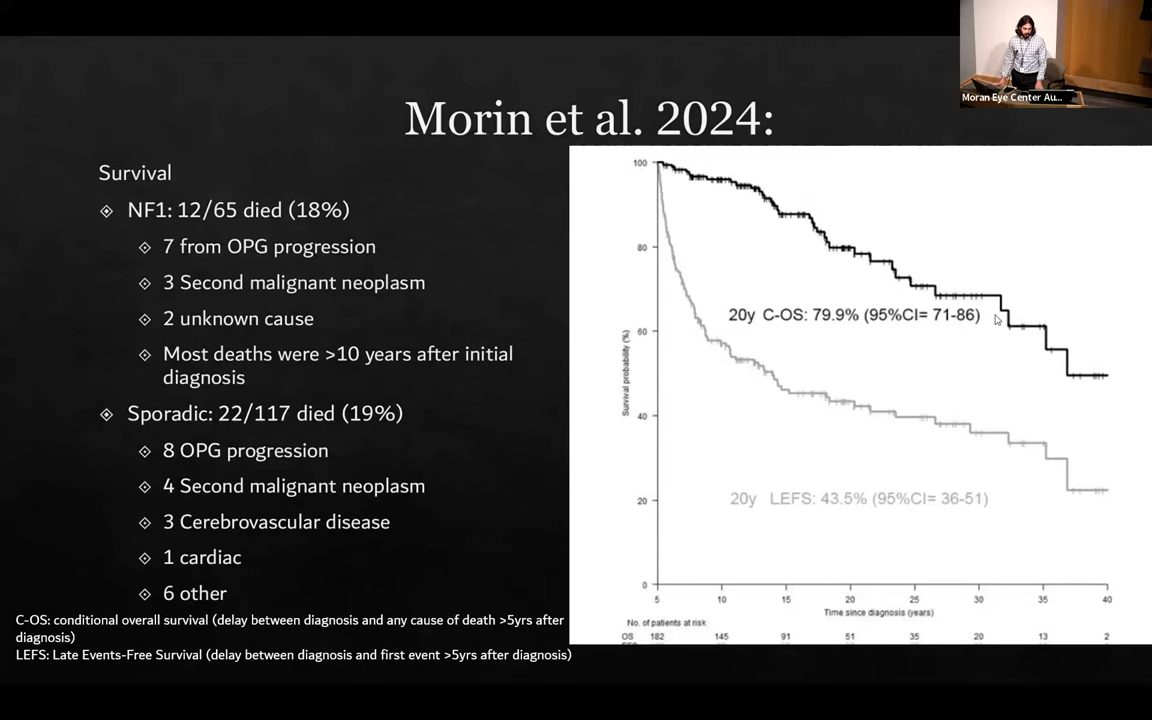 Moran Eye Center Au...
Morin et al. 2024:
Survival
NF1: 12/65 died (18%)
7 from OPG progression
3 Second malignant neoplasm
2 unknown cause
Most deaths were >10 years after initial
diagnosis
Sporadic: 22/117 died (19%)
8 OPG progression
4 Second malignant neoplasm
3 Cerebrovascular disease
1 cardiac
6 other
C-OS: conditional overall survival (delay between diagnosis and any cause of death >5yrs after
diagnosis)
LEFS: Late Events-Free Survival (delay between diagnosis and first event >5yrs after diagnosis)
100
80
60
40
20
0
Survival probability (%)
20y C-OS: 79.9% (95%CI= 71-86)
20y LEFS: 43.5% (95%CI= 36-51)
5 10 15 20 25 30 35 40
Time since diagnosis (years)
No. of patients at risk
OS 182 145 91 51 35 20 13 2